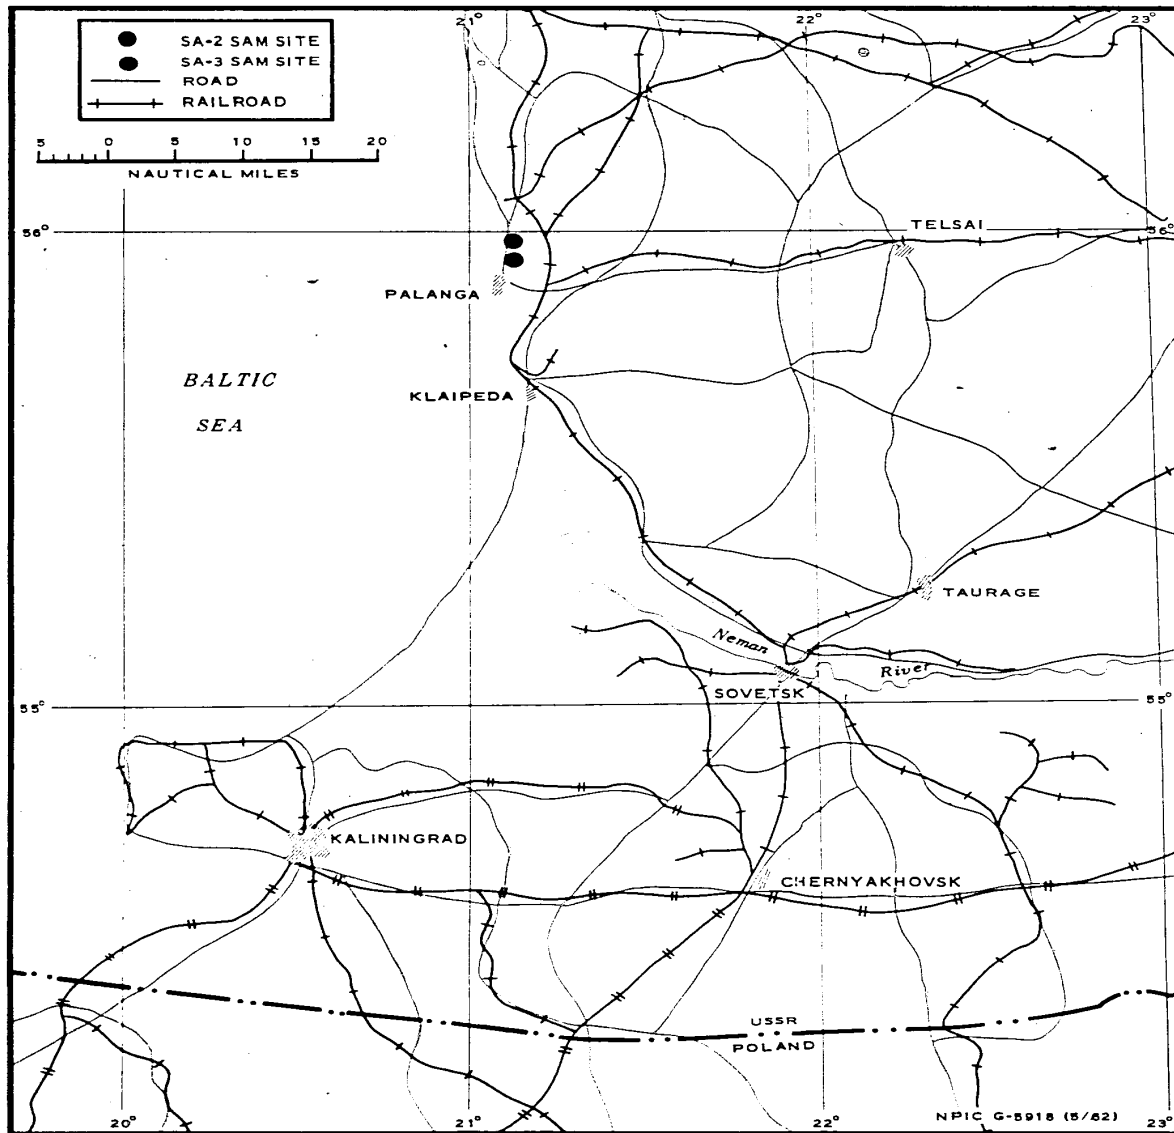 21° 22° 23°
SA-2 SAM SITE
SA-3 SAM SITE
ROAD
RAILROAD
5 0 5 10 15 20
NAUTICAL MILES
56° 56°
TELSAI
PALANGA
BALTIC
SEA
KLAIPEDA
TAURAGE
Neman
River
SOVETSK
55° 55°
KALININGRAD
CHERNYAKHOVSK
USSR
POLAND
NPIC G-5918 (5/62)
20° 21° 22° 23°